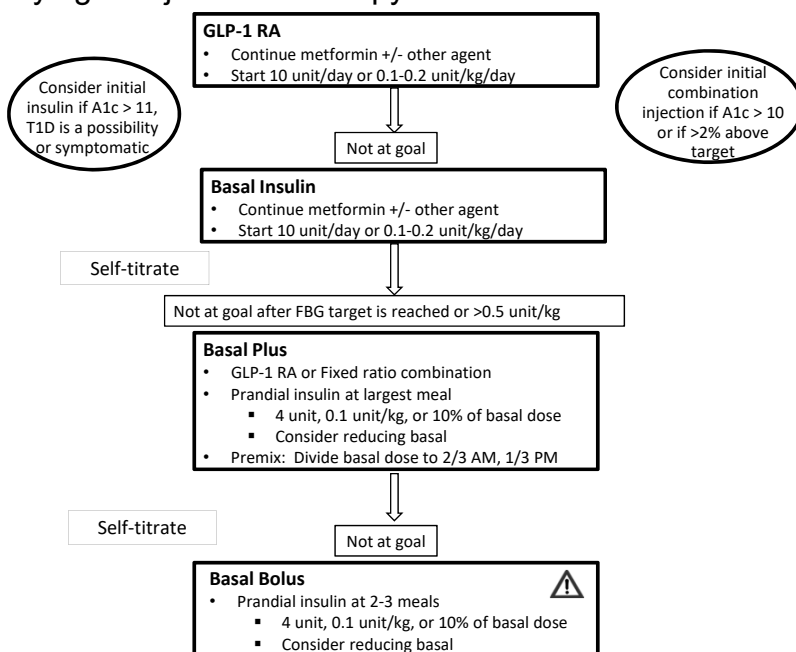 GLP-1 RA
• Continue metformin +/- other agent
• Start 10 unit/day or 0.1-0.2 unit/kg/day
Consider initial
insulin if A1c > 11,
T1D is a possibility
or symptomatic
Consider initial
combination
injection if A1c > 10
or if >2% above
target
Not at goal
Basal Insulin
• Continue metformin +/- other agent
• Start 10 unit/day or 0.1-0.2 unit/kg/day
Self-titrate
Not at goal after FBG target is reached or >0.5 unit/kg
Basal Plus
• GLP-1 RA or Fixed ratio combination
• Prandial insulin at largest meal
▪ 4 unit, 0.1 unit/kg, or 10% of basal dose
▪ Consider reducing basal
• Premix: Divide basal dose to 2/3 AM, 1/3 PM
Self-titrate
Not at goal
Basal Bolus
• Prandial insulin at 2-3 meals
▪ 4 unit, 0.1 unit/kg, or 10% of basal dose
▪ Consider reducing basal